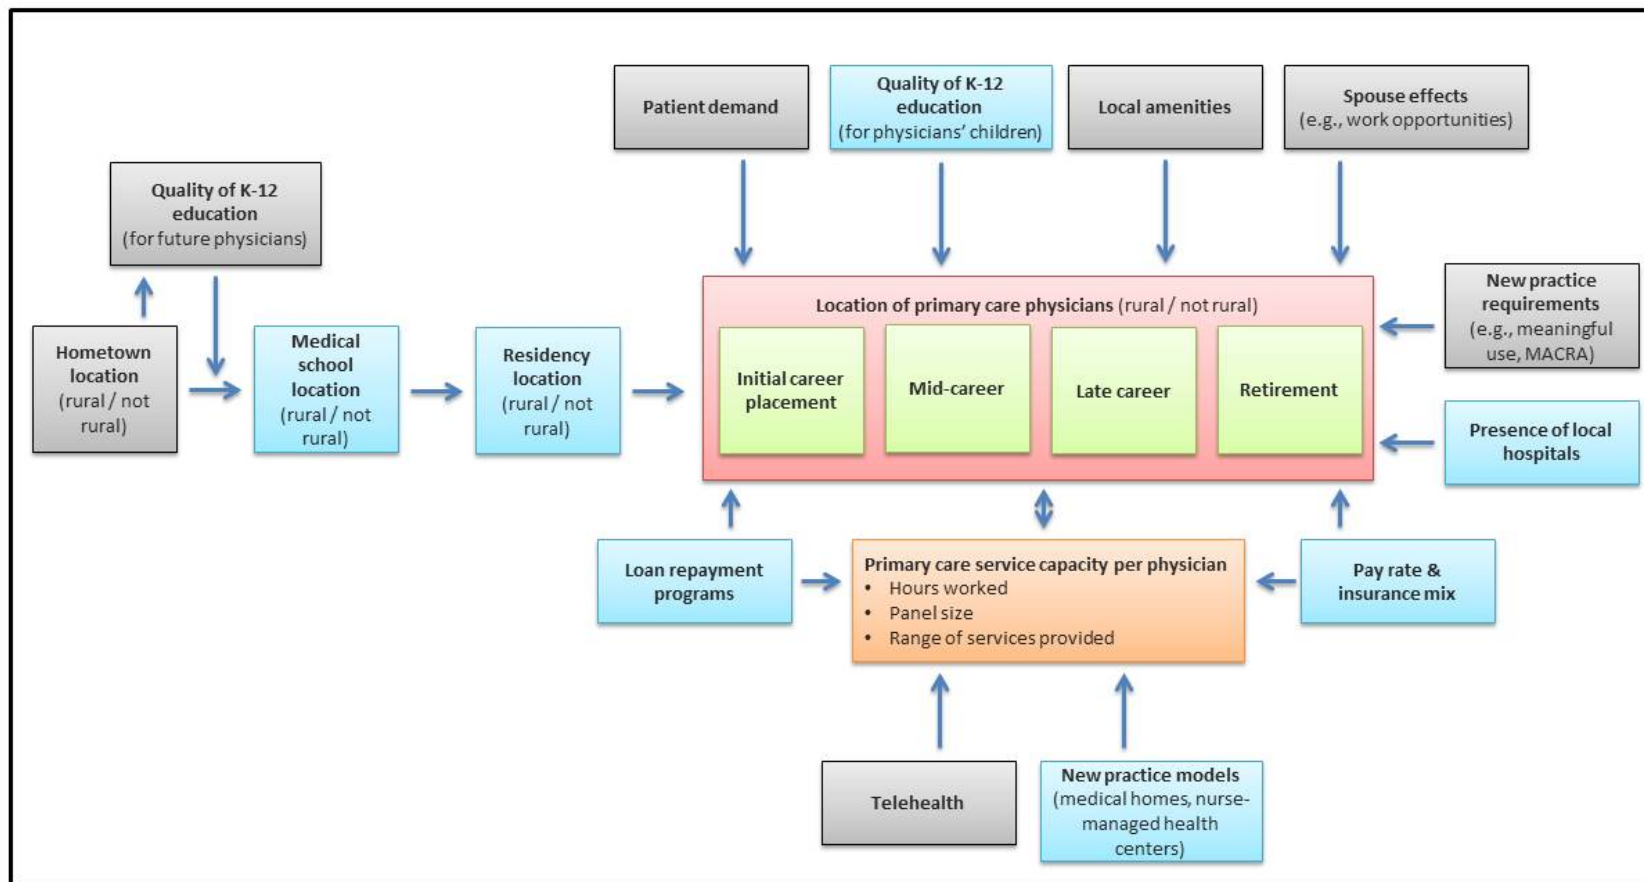 Patient demand
Quality of K-12
education
(for physicians' children)
Local amenities
Spouse effects
(e.g., work opportunities)
Quality of K-12
education
(for future physicians)
Hometown
location
(rural / not
rural)
Medical
school
location
(rural / not
rural)
Residency
location
(rural / not
rural)
Location of primary care physicians (rural / not rural)
Initial career
placement
Mid-career
Late career
Retirement
New practice
requirements
(e.g., meaningful
use, MACRA)
Presence of local
hospitals
Loan repayment
programs
Primary care service capacity per physician
• Hours worked
• Panel size
• Range of services provided
Pay rate &
insurance mix
Telehealth
New practice models
(medical homes, nurse-
managed health
centers)